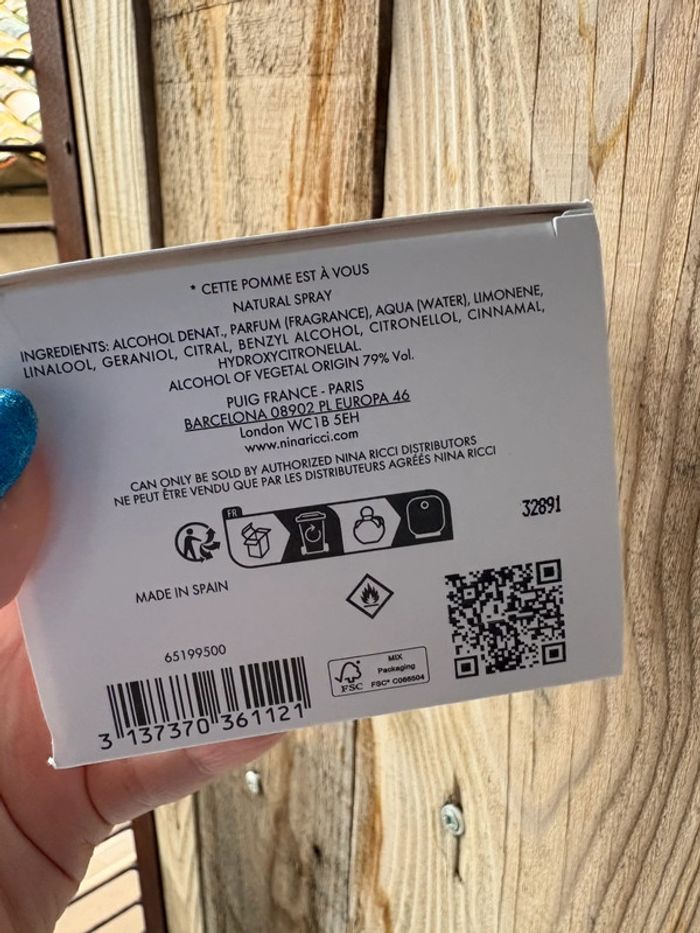 * CETTE POMME EST À VOUS
NATURAL SPRAY
INGREDIENTS: ALCOHOL DENAT., PARFUM (FRAGRANCE), AQUA (WATER), LIMONENE,
LINALOOL, GERANIOL, CITRAL, BENZYL ALCOHOL, CITRONELLOL, CINNAMAL,
HYDROXYCITRONELLAL.
ALCOHOL OF VEGETAL ORIGIN 79% Vol.
PUIG FRANCE - PARIS
BARCELONA 08902 PL EUROPA 46
London WC1B 5EH
www.ninaricci.com
CAN ONLY BE SOLD BY AUTHORIZED NINA RICCI DISTRIBUTORS
NE PEUT ÊTRE VENDU QUE PAR LES DISTRIBUTEURS AGRÉÉS NINA RICCI
FR
32891
MADE IN SPAIN
65199500
3 137370 361121
FSC
MIX
Packaging
FSC® C066504